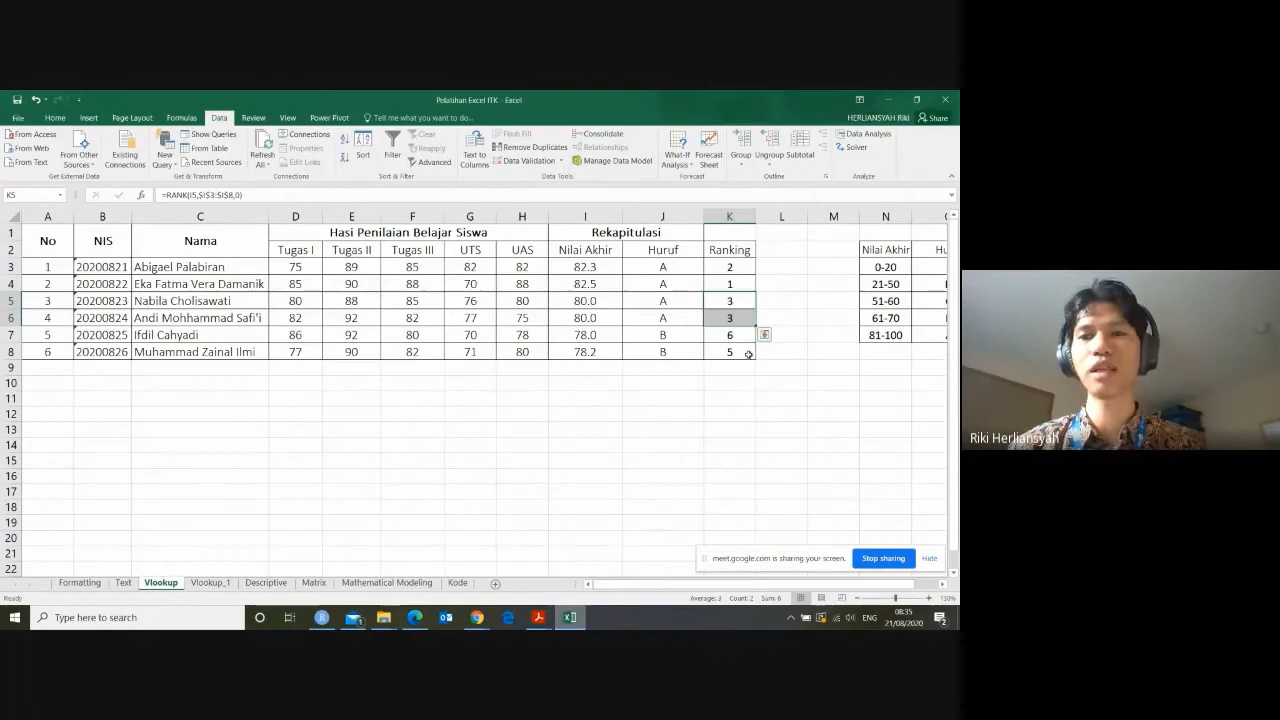 Pelatihan Excel ITK - Excel
File Home Insert Page Layout Formulas Data Review View Power Pivot Tell me what you want to do... HERLIANSYAH Riki Share
From Access
From Web
From Text
From Other Sources
Existing Connections
Get External Data
New Query
Show Queries
From Table
Recent Sources
Get & Transform
Refresh All
Connections
Properties
Edit Links
Connections
Sort
Filter
Clear
Reapply
Advanced
Sort & Filter
Text to Columns
Flash Fill
Remove Duplicates
Data Validation
Consolidate
Relationships
Manage Data Model
Data Tools
What-If Analysis
Forecast Sheet
Forecast
Group
Ungroup
Subtotal
Outline
Data Analysis
Solver
Analyze
K5 fx =RANK(I5,$I$3:$I$8,0)
A B C D E F G H I J K L M N
1 No NIS Nama Hasi Penilaian Belajar Siswa Rekapitulasi
2 Tugas I Tugas II Tugas III UTS UAS Nilai Akhir Huruf Ranking Nilai Akhir Hu
3 1 20200821 Abigael Palabiran 75 89 85 82 82 82.3 A 2 0-20
4 2 20200822 Eka Fatma Vera Damanik 85 90 88 70 88 82.5 A 1 21-50
5 3 20200823 Nabila Cholisawati 80 88 85 76 80 80.0 A 3 51-60
6 4 20200824 Andi Mohhammad Safi'i 82 92 82 77 75 80.0 A 3 61-70
7 5 20200825 Ifdil Cahyadi 86 92 80 70 78 78.0 B 6 81-100
8 6 20200826 Muhammad Zainal Ilmi 77 90 82 71 80 78.2 B 5
9
10
11
12
13
14
15
16
17
18
19
20
21
22
meet.google.com is sharing your screen. Stop sharing Hide
Formatting Text Vlookup Vlookup_1 Descriptive Matrix Mathematical Modeling Kode
Ready Average: 3 Count: 2 Sum: 6 130%
Type here to search ENG 08:35
21/08/2020
Riki Herliansyah